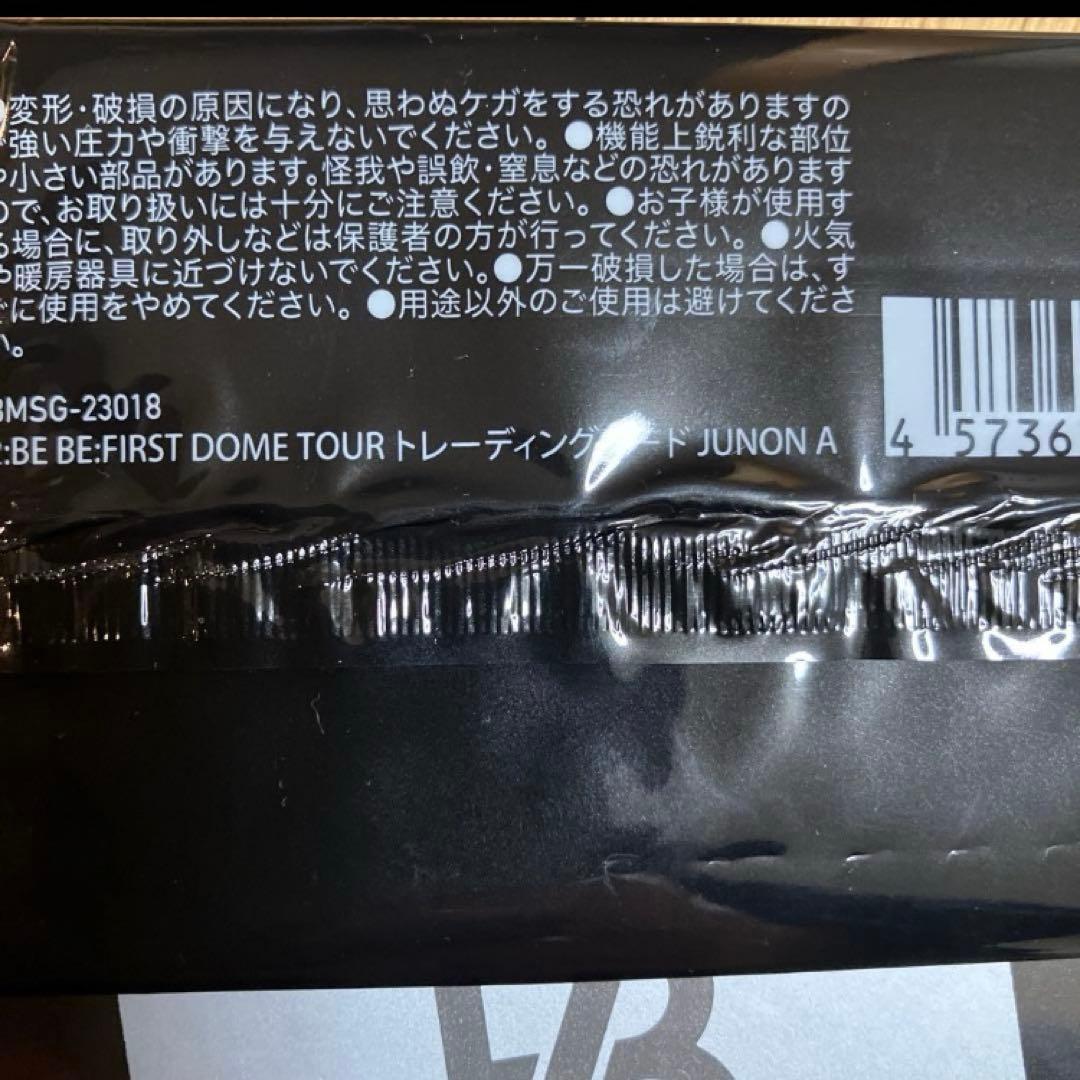 変形・破損の原因になり、思わぬケガをする恐れがありますの
強い圧力や衝撃を与えないでください。●機能上鋭利な部位
や小さい部品があります。怪我や誤飲・窒息などの恐れがあります
ので、お取り扱いには十分にご注意ください。●お子様が使用す
る場合に、取り外しなどは保護者の方が行ってください。●火気
や暖房器具に近づけないでください。●万一破損した場合は、す
ぐに使用をやめてください。●用途以外のご使用は避けてくださ
い。
BMSG-23018
2:BE BE:FIRST DOME TOUR トレーディングカード JUNON A
4 5736